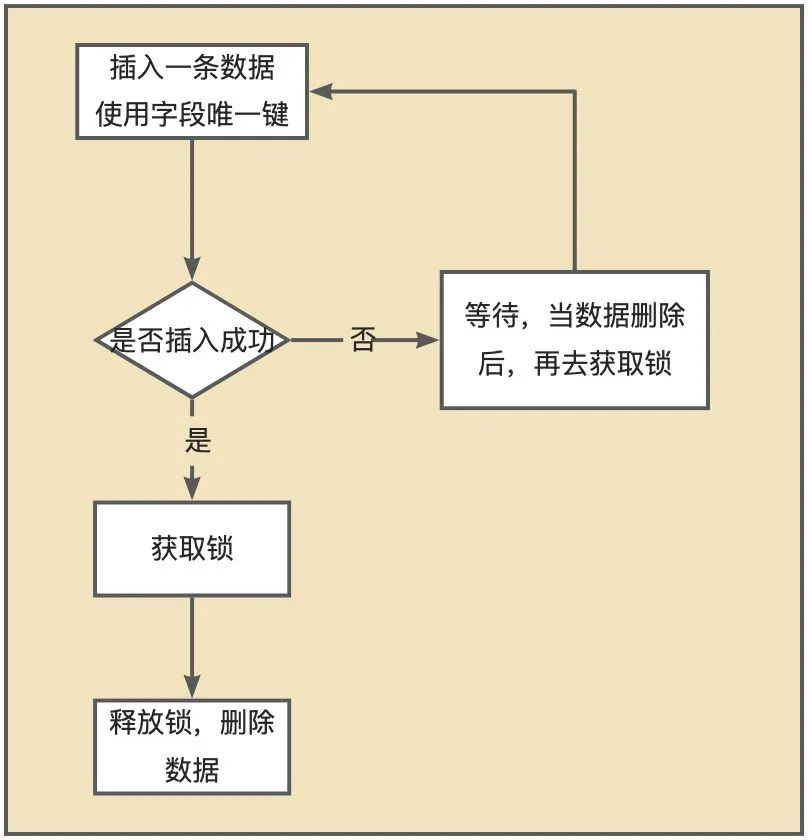 插入一条数据
使用字段唯一键
是否插入成功
否
等待，当数据删除
后，再去获取锁
是
获取锁
释放锁，删除
数据